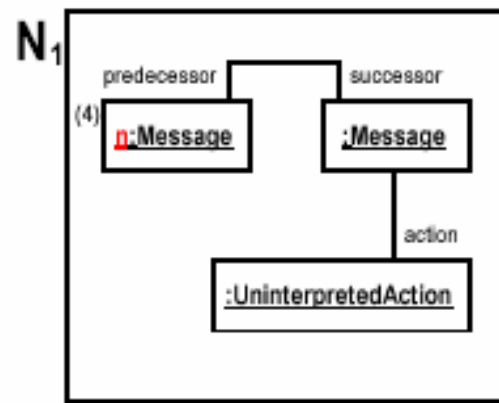 N1
predecessor successor
(4) n:Message :Message
action
:UninterpretedAction